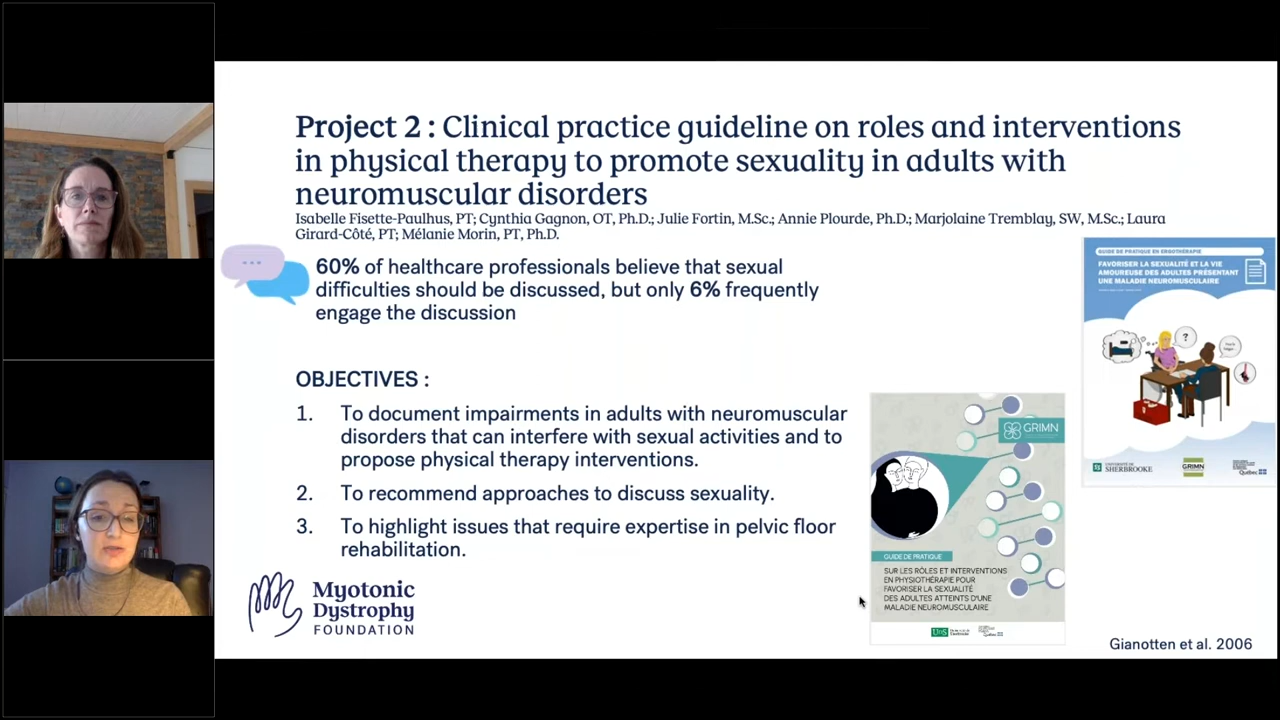 Project 2 : Clinical practice guideline on roles and interventions
in physical therapy to promote sexuality in adults with
neuromuscular disorders
Isabelle Fisette-Paulhus, PT; Cynthia Gagnon, OT, Ph.D.; Julie Fortin, M.Sc.; Annie Plourde, Ph.D.; Marjolaine Tremblay, SW, M.Sc.; Laura
Girard-Côté, PT; Mélanie Morin, PT, Ph.D.
60% of healthcare professionals believe that sexual
difficulties should be discussed, but only 6% frequently
engage the discussion
OBJECTIVES :
1. To document impairments in adults with neuromuscular
disorders that can interfere with sexual activities and to
propose physical therapy interventions.
2. To recommend approaches to discuss sexuality.
3. To highlight issues that require expertise in pelvic floor
rehabilitation.
Myotonic
Dystrophy
FOUNDATION
GRIMN
GUIDE DE PRATIQUE
SUR LES RÔLES ET INTERVENTIONS
EN PHYSIOTHÉRAPIE POUR
FAVORISER LA SEXUALITÉ
DES ADULTES ATTEINTS D'UNE
MALADIE NEUROMUSCULAIRE
GUIDE DE PRATIQUE EN ERGOTHÉRAPIE
FAVORISER LA SEXUALITÉ ET LA VIE
AMOUREUSE DES ADULTES PRÉSENTANT
UNE MALADIE NEUROMUSCULAIRE
?
UNIVERSITÉ DE
SHERBROOKE
GRIMN
Québec
Gianotten et al. 2006